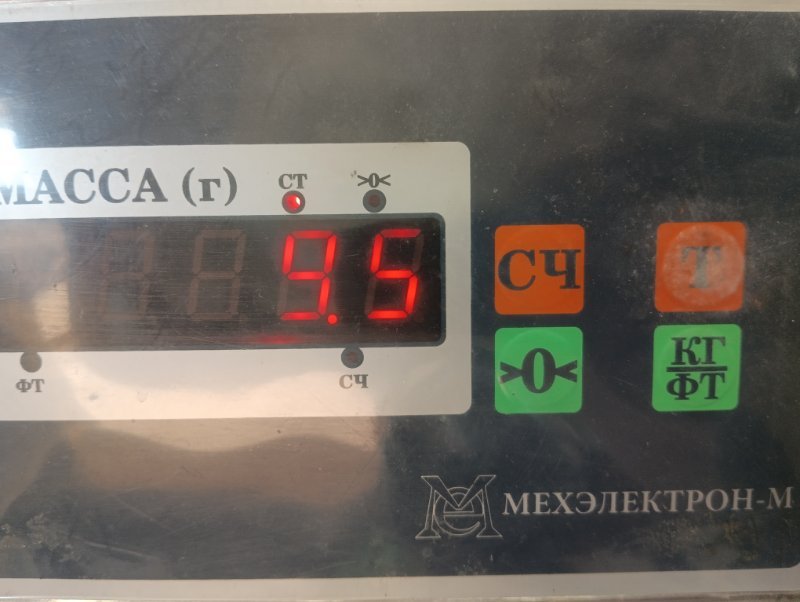 МАССА (г)
СТ
>0<
9.5
ФТ
СЧ
СЧ
Т
>0<
КГ
ФТ
МЕХЭЛЕКТРОН-М